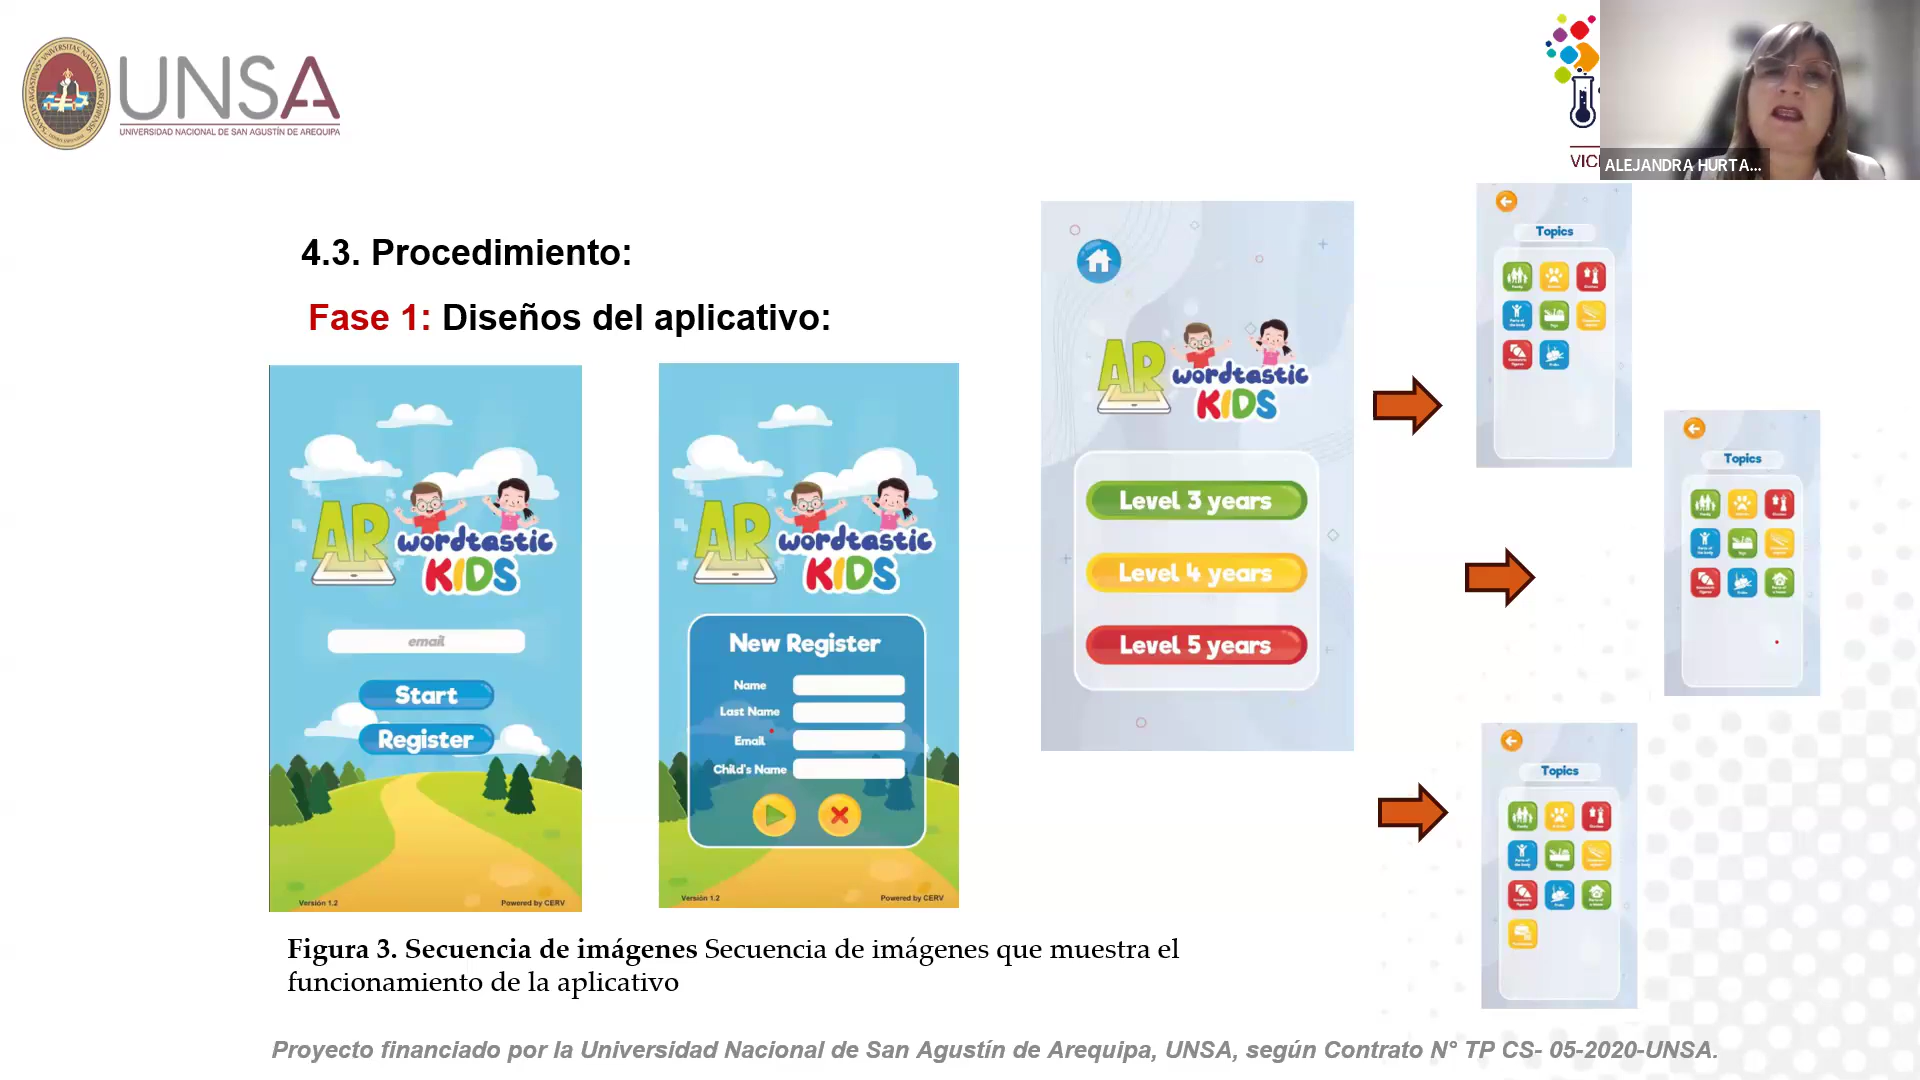 UNSA
UNIVERSIDAD NACIONAL DE SAN AGUSTÍN DE AREQUIPA
ALEJANDRA HURTA...
4.3. Procedimiento:
Fase 1: Diseños del aplicativo:
AR wordtastic
KIDS
email
Start
Register
Versión 1.2
Powered by CERV
AR wordtastic
KIDS
New Register
Name
Last Name
Email
Child's Name
Versión 1.2
Powered by CERV
AR wordtastic
KIDS
Level 3 years
Level 4 years
Level 5 years
Topics
Topics
Topics
Figura 3. Secuencia de imágenes Secuencia de imágenes que muestra el
funcionamiento de la aplicativo
Proyecto financiado por la Universidad Nacional de San Agustín de Arequipa, UNSA, según Contrato N° TP CS- 05-2020-UNSA.